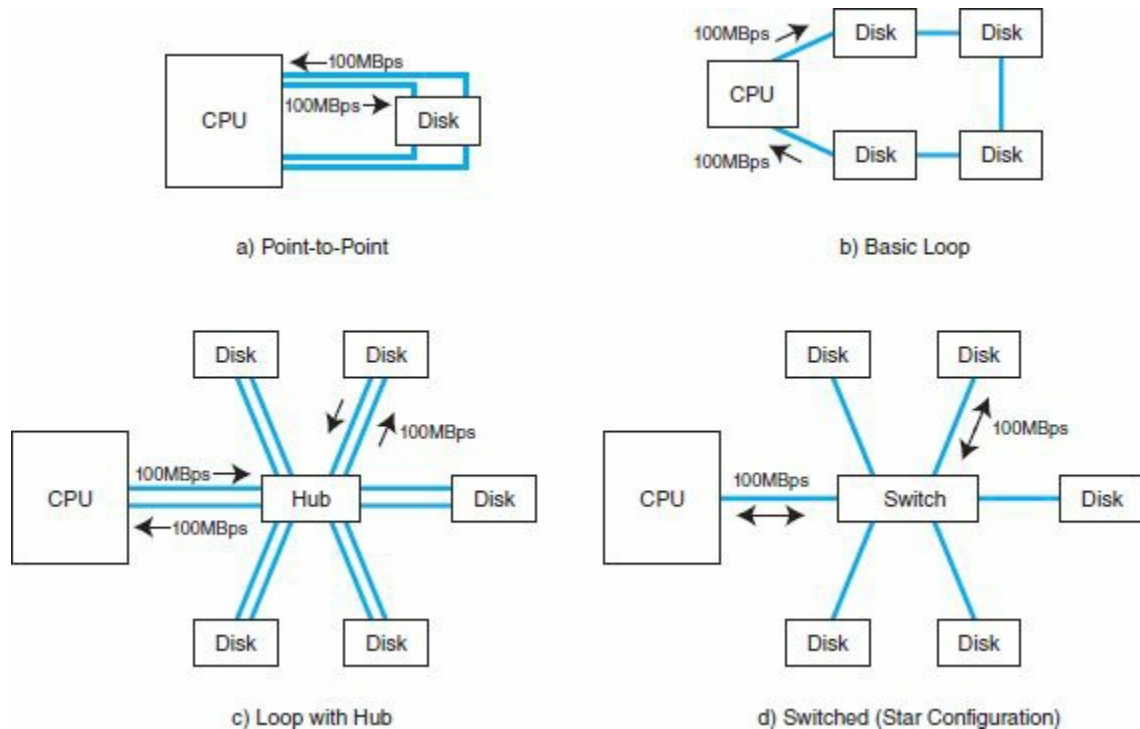 100MBps
CPU
100MBps
Disk
a) Point-to-Point
100MBps
Disk
Disk
CPU
100MBps
Disk
Disk
b) Basic Loop
Disk
Disk
100MBps
100MBps
CPU
Hub
Disk
100MBps
Disk
Disk
c) Loop with Hub
Disk
Disk
100MBps
100MBps
CPU
Switch
Disk
Disk
Disk
d) Switched (Star Configuration)